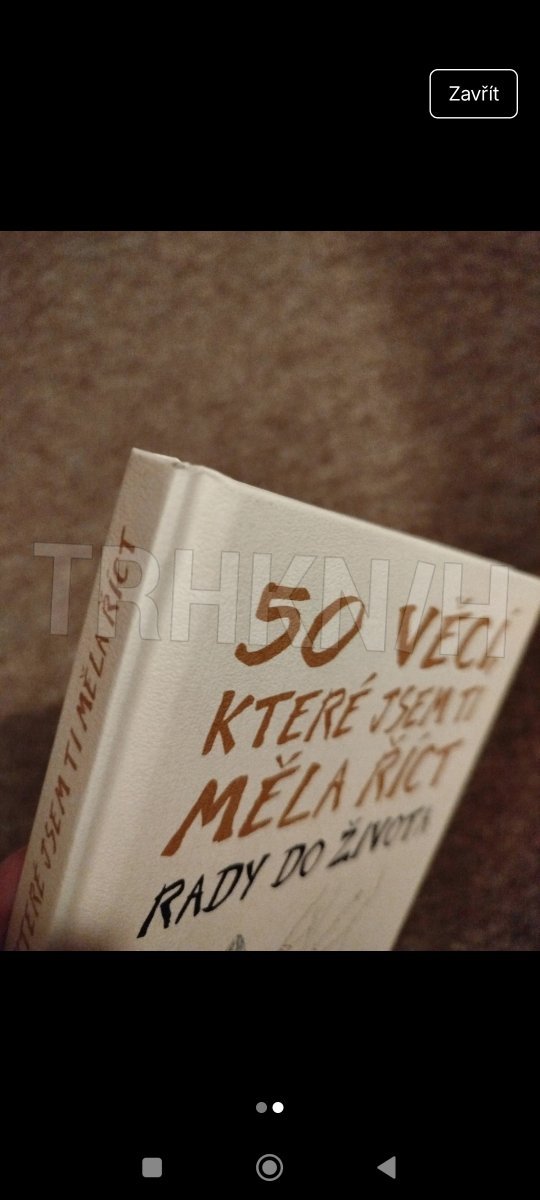 Zavřít
TRHKNIH
50 VĚCÍ
KTERÉ JSEM TI
MĚLA ŘÍCT
RADY DO ŽIVOTA
KTERÉ JSEM TI MĚLA ŘÍCT